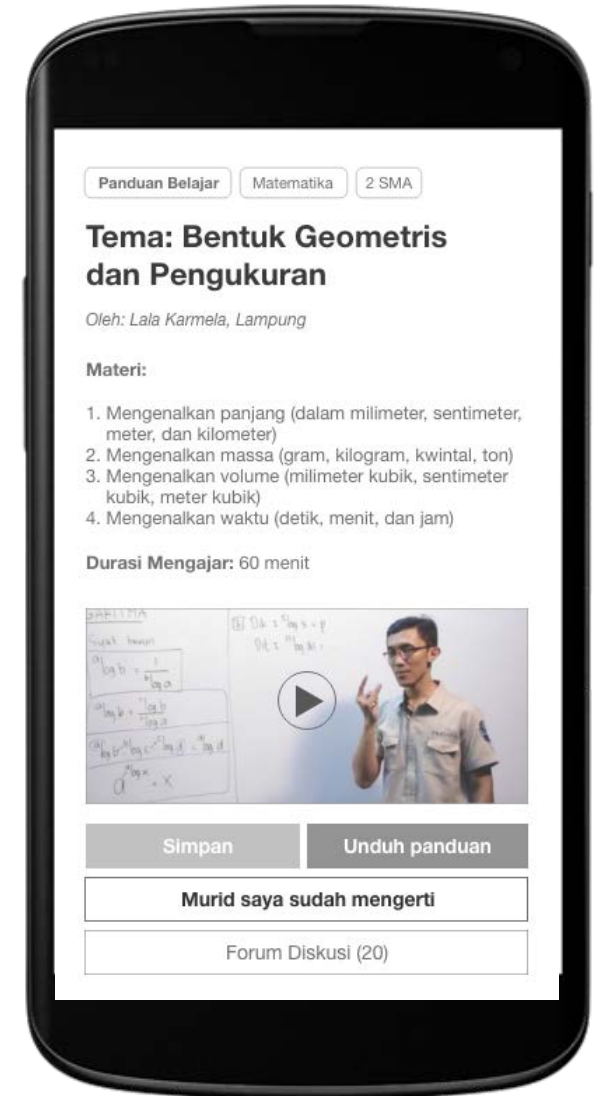 Panduan Belajar Matematika 2 SMA
Tema: Bentuk Geometris
dan Pengukuran
Oleh: Lala Karmela, Lampung
Materi:
1. Mengenalkan panjang (dalam milimeter, sentimeter,
meter, dan kilometer)
2. Mengenalkan massa (gram, kilogram, kwintal, ton)
3. Mengenalkan volume (milimeter kubik, sentimeter
kubik, meter kubik)
4. Mengenalkan waktu (detik, menit, dan jam)
Durasi Mengajar: 60 menit
Simpan Unduh panduan
Murid saya sudah mengerti
Forum Diskusi (20)